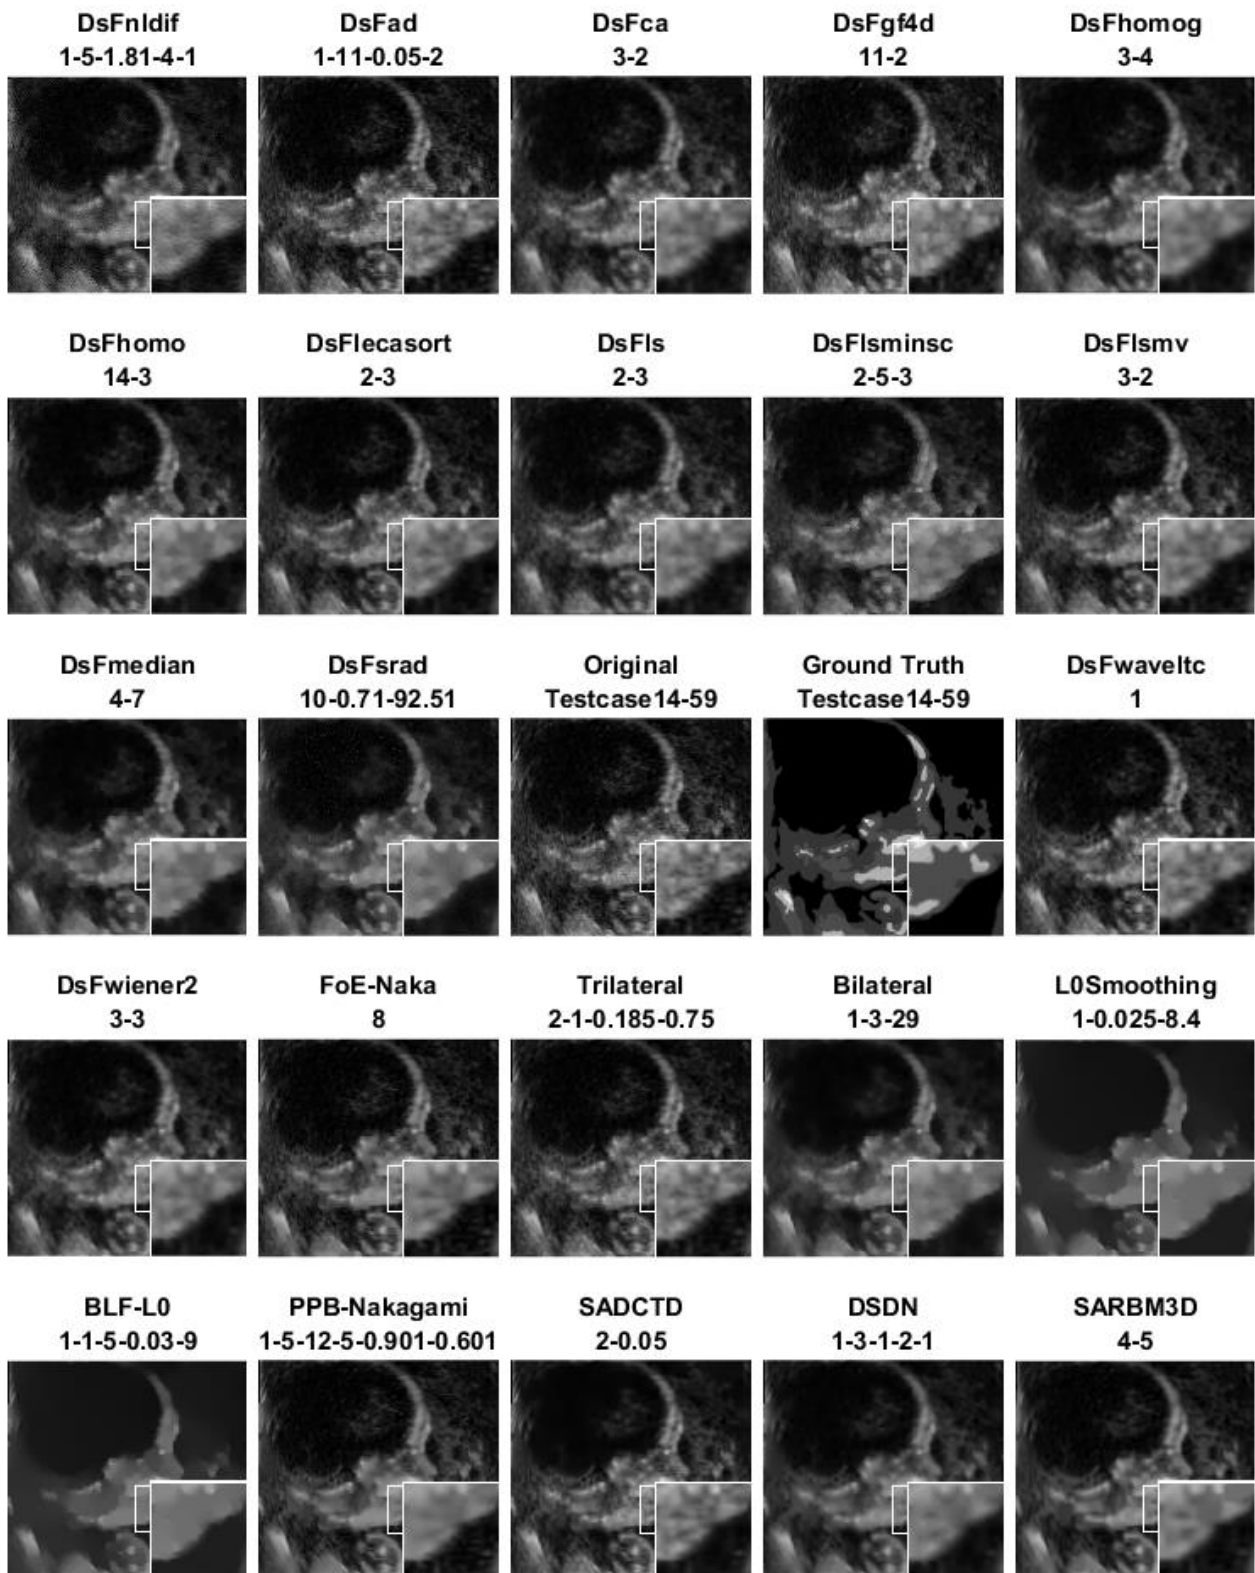 DsFnldif
1-5-1.81-4-1
DsFad
1-11-0.05-2
DsFca
3-2
DsFgf4d
11-2
DsFhomog
3-4
DsFhomo
14-3
DsFlecasort
2-3
DsFls
2-3
DsFlsminsc
2-5-3
DsFlsmv
3-2
DsFmedian
4-7
DsFsrad
10-0.71-92.51
Original
Testcase14-59
Ground Truth
Testcase14-59
DsFwaveltc
1
DsFwiener2
3-3
FoE-Naka
8
Trilateral
2-1-0.185-0.75
Bilateral
1-3-29
L0Smoothing
1-0.025-8.4
BLF-L0
1-1-5-0.03-9
PPB-Nakagami
1-5-12-5-0.901-0.601
SADCTD
2-0.05
DSDN
1-3-1-2-1
SARBM3D
4-5